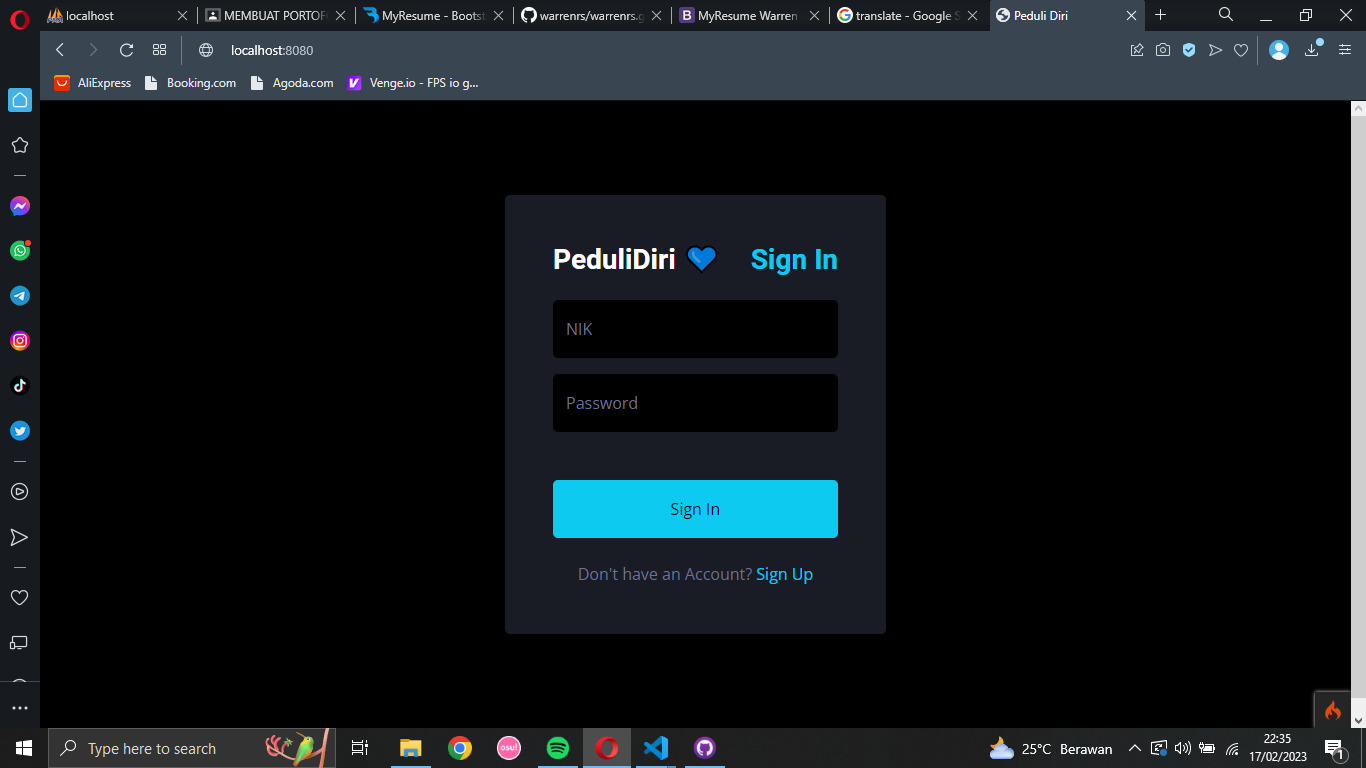 localhost
MEMBUAT PORTOF
MyResume - Bootst
warrenrs/warrenrs.g
MyResume Warren
translate - Google S
Peduli Diri
localhost:8080
AliExpress
Booking.com
Agoda.com
Venge.io - FPS io g...
PeduliDiri
Sign In
NIK
Password
Sign In
Don't have an Account? Sign Up
Type here to search
osu!
25°C Berawan
22:35
17/02/2023
1